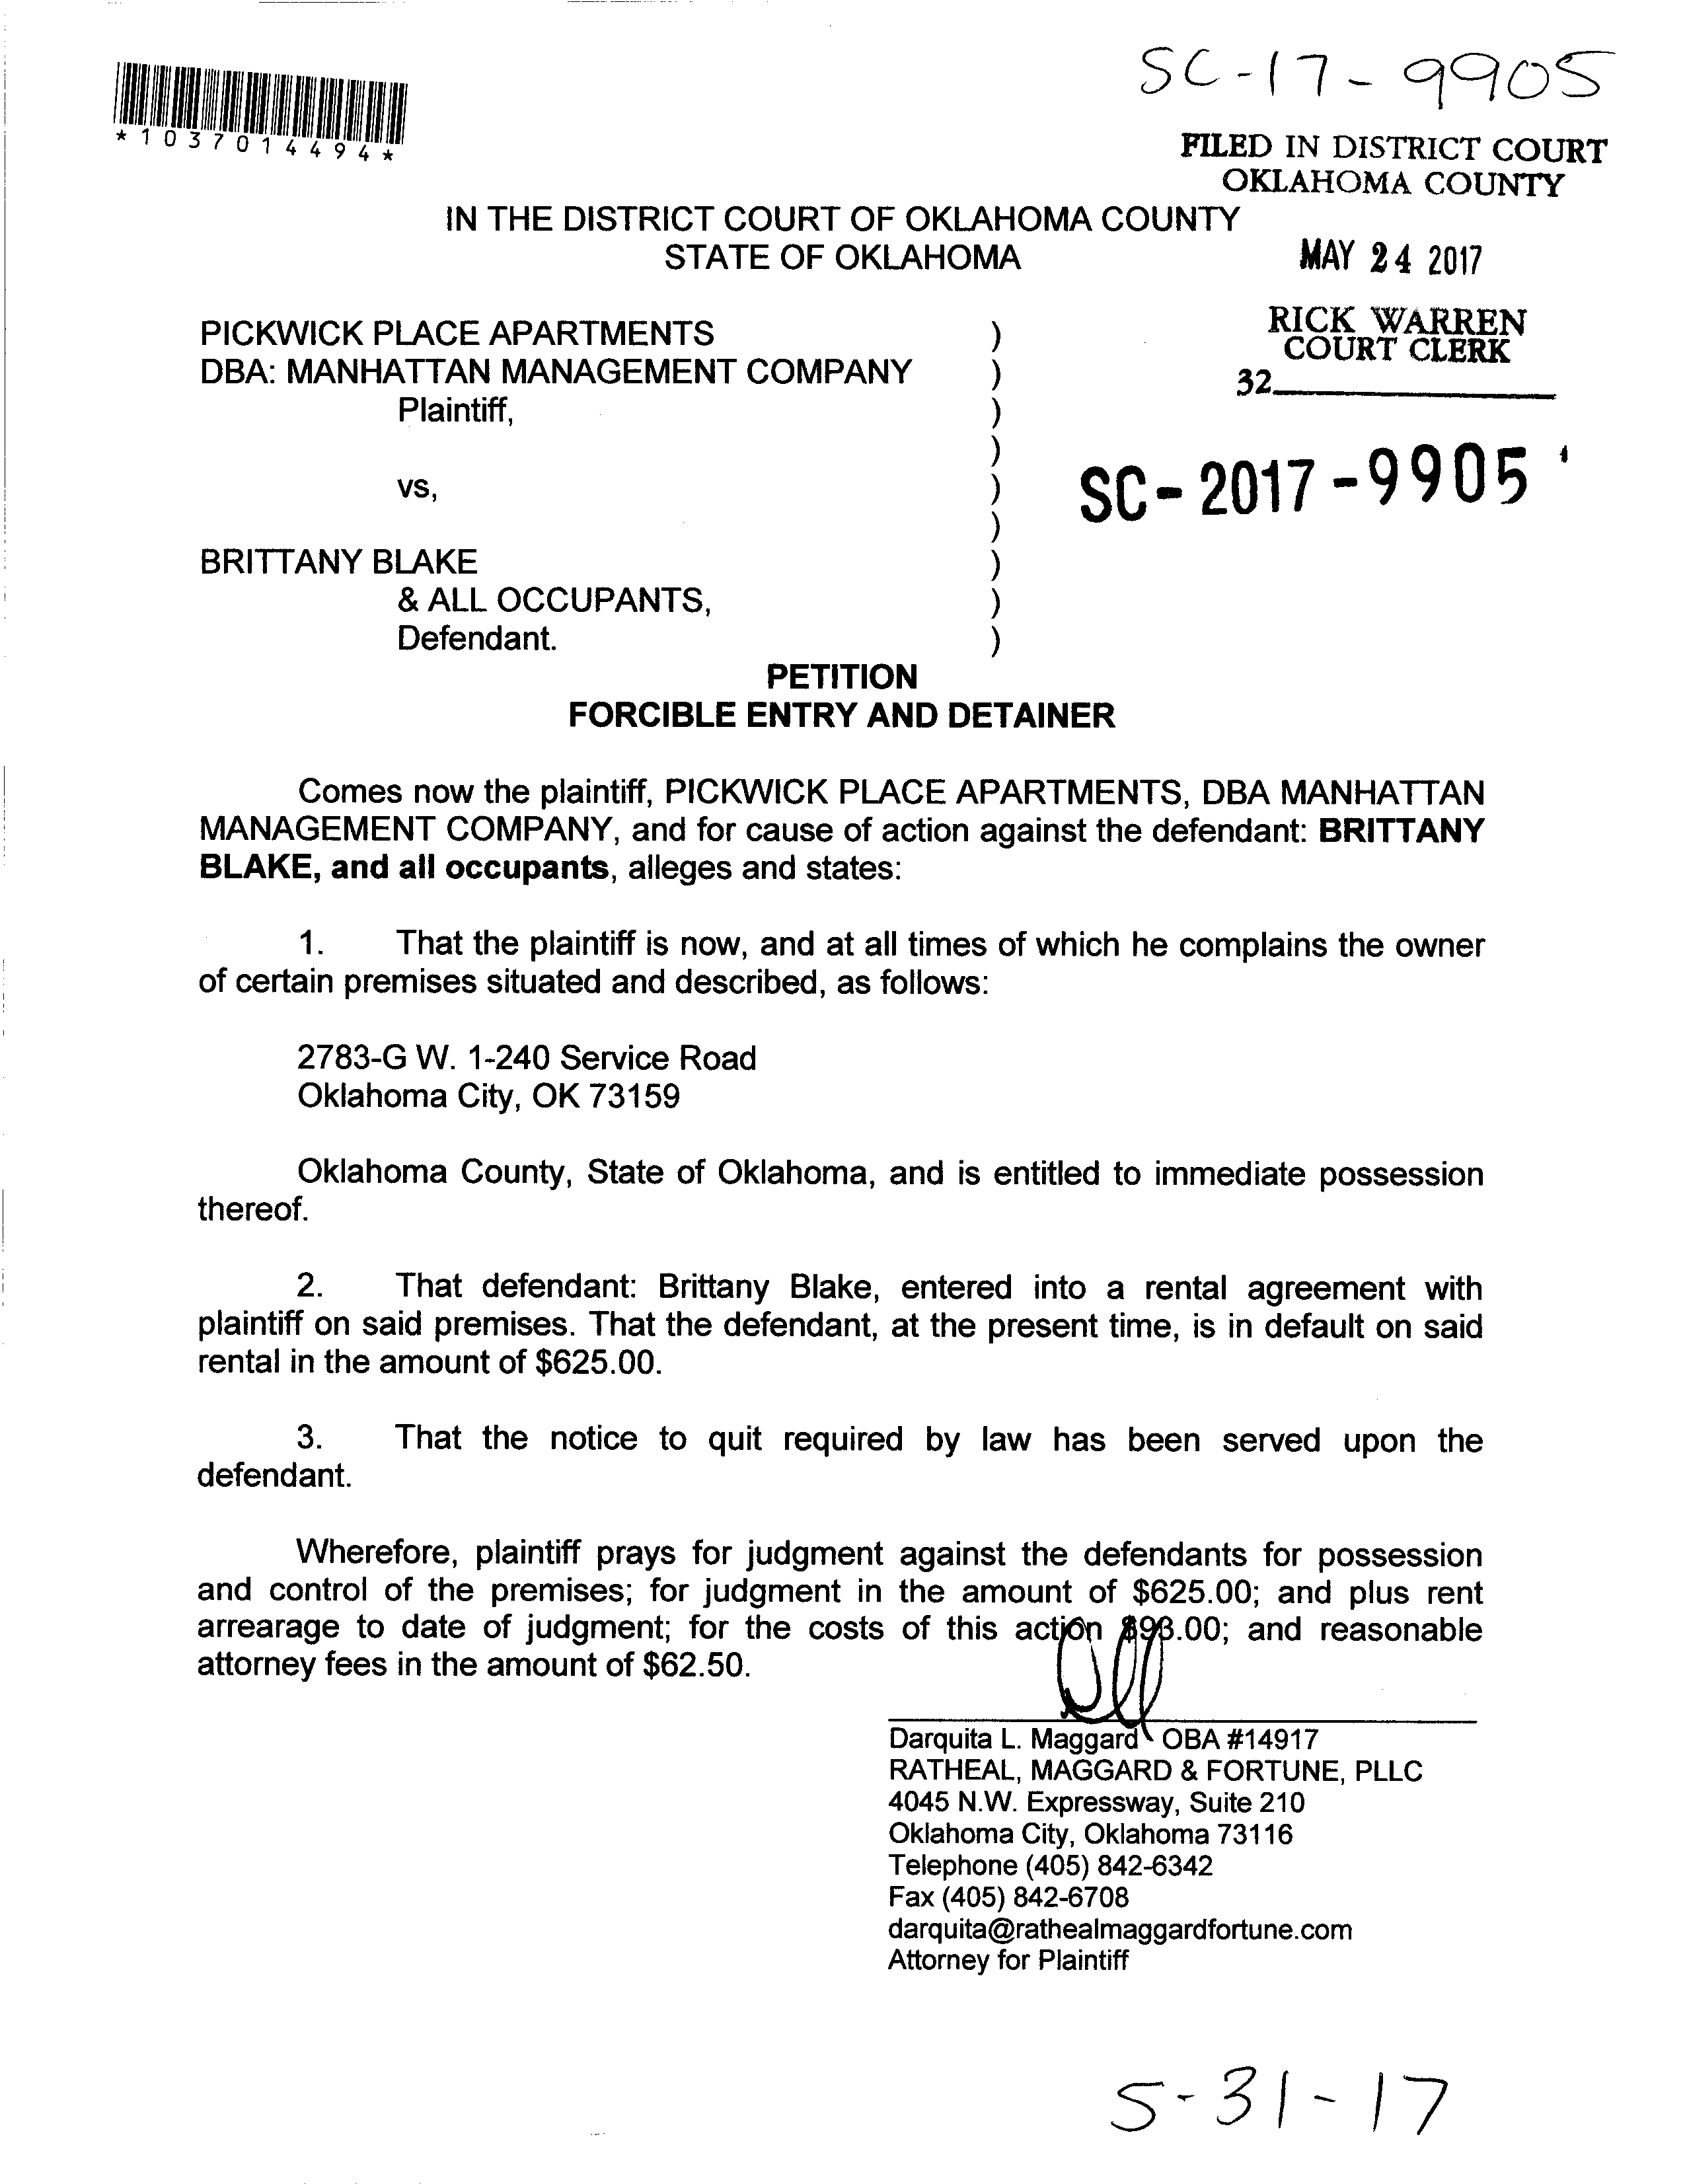 SC-17-9905
*1037014494*
FILED IN DISTRICT COURT
OKLAHOMA COUNTY
IN THE DISTRICT COURT OF OKLAHOMA COUNTY
STATE OF OKLAHOMA
MAY 24 2017
PICKWICK PLACE APARTMENTS )
DBA: MANHATTAN MANAGEMENT COMPANY )
Plaintiff, )
)
vs, )
)
BRITTANY BLAKE )
& ALL OCCUPANTS, )
Defendant. )
RICK WARREN
COURT CLERK
32
SC-2017-9905
PETITION
FORCIBLE ENTRY AND DETAINER
Comes now the plaintiff, PICKWICK PLACE APARTMENTS, DBA MANHATTAN
MANAGEMENT COMPANY, and for cause of action against the defendant: BRITTANY
BLAKE, and all occupants, alleges and states:
1. That the plaintiff is now, and at all times of which he complains the owner
of certain premises situated and described, as follows:
2783-G W. 1-240 Service Road
Oklahoma City, OK 73159
Oklahoma County, State of Oklahoma, and is entitled to immediate possession
thereof.
2. That defendant: Brittany Blake, entered into a rental agreement with
plaintiff on said premises. That the defendant, at the present time, is in default on said
rental in the amount of $625.00.
3. That the notice to quit required by law has been served upon the
defendant.
Wherefore, plaintiff prays for judgment against the defendants for possession
and control of the premises; for judgment in the amount of $625.00; and plus rent
arrearage to date of judgment; for the costs of this action $93.00; and reasonable
attorney fees in the amount of $62.50.
Darquita L. Maggard OBA #14917
RATHEAL, MAGGARD & FORTUNE, PLLC
4045 N.W. Expressway, Suite 210
Oklahoma City, Oklahoma 73116
Telephone (405) 842-6342
Fax (405) 842-6708
darquita@rathealmaggardfortune.com
Attorney for Plaintiff
5-31-17